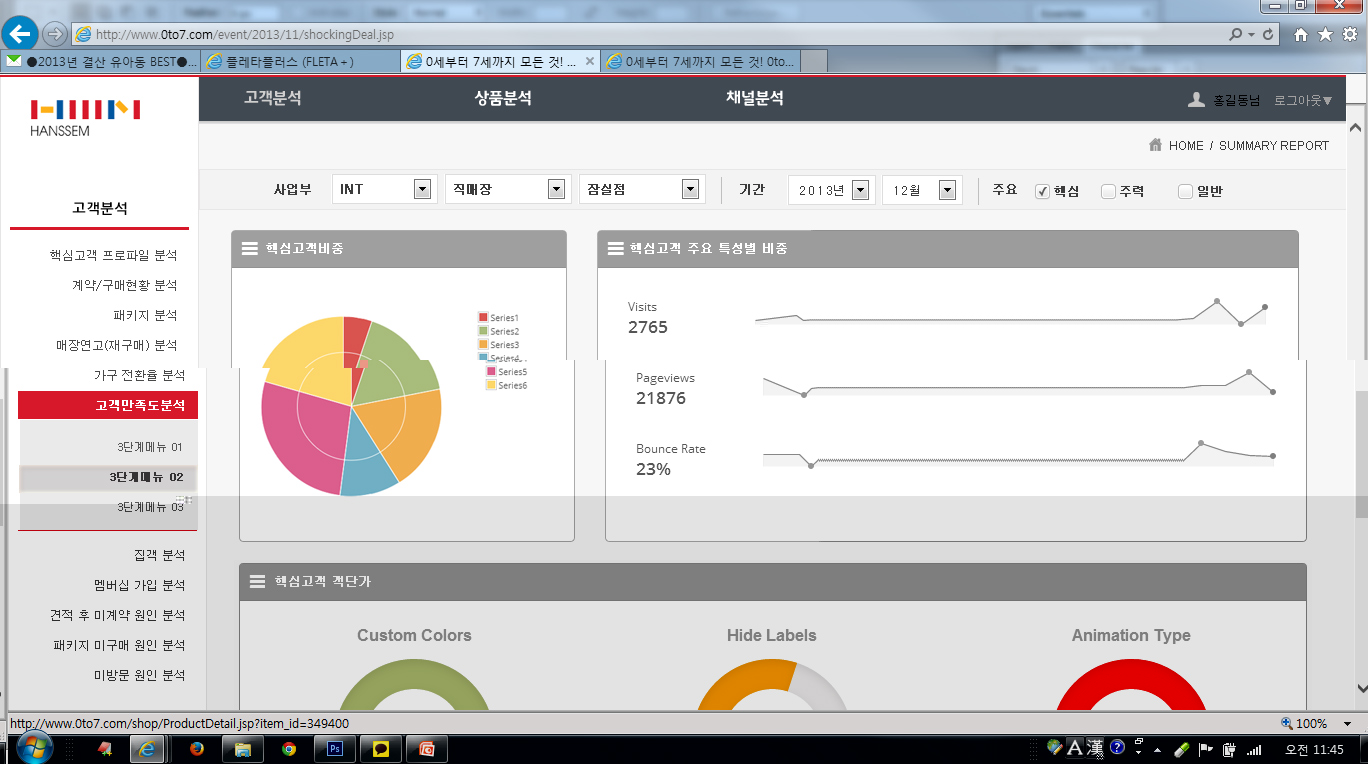 http://www.0to7.com/event/2013/11/shockingDeal.jsp
●2013년 결산 유아동 BEST●...
플레타플러스 (FLETA+)
0세부터 7세까지 모든 것! ...
0세부터 7세까지 모든 것! 0to...
HANSSEM
고객분석 상품분석 채널분석
홍길동님 로그아웃▼
HOME / SUMMARY REPORT
사업부 INT 직매장 잠실점 기간 2013년 12월 주요 핵심 주력 일반
고객분석
핵심고객 프로파일 분석
계약/구매현황 분석
패키지 분석
매장연고(재구매) 분석
가구 전환율 분석
고객만족도분석
3단계메뉴 01
3단계메뉴 02
3단계메뉴 03
집객 분석
멤버십 가입 분석
견적 후 미계약 원인 분석
패키지 미구매 원인 분석
미방문 원인 분석
핵심고객비중
Series1
Series2
Series3
Series4
Series5
Series6
핵심고객 주요 특성별 비중
Visits
2765
Pageviews
21876
Bounce Rate
23%
핵심고객 객단가
Custom Colors
Hide Labels
Animation Type
http://www.0to7.com/shop/ProductDetail.jsp?item_id=349400
100%
Ps
A 漢
오전 11:45